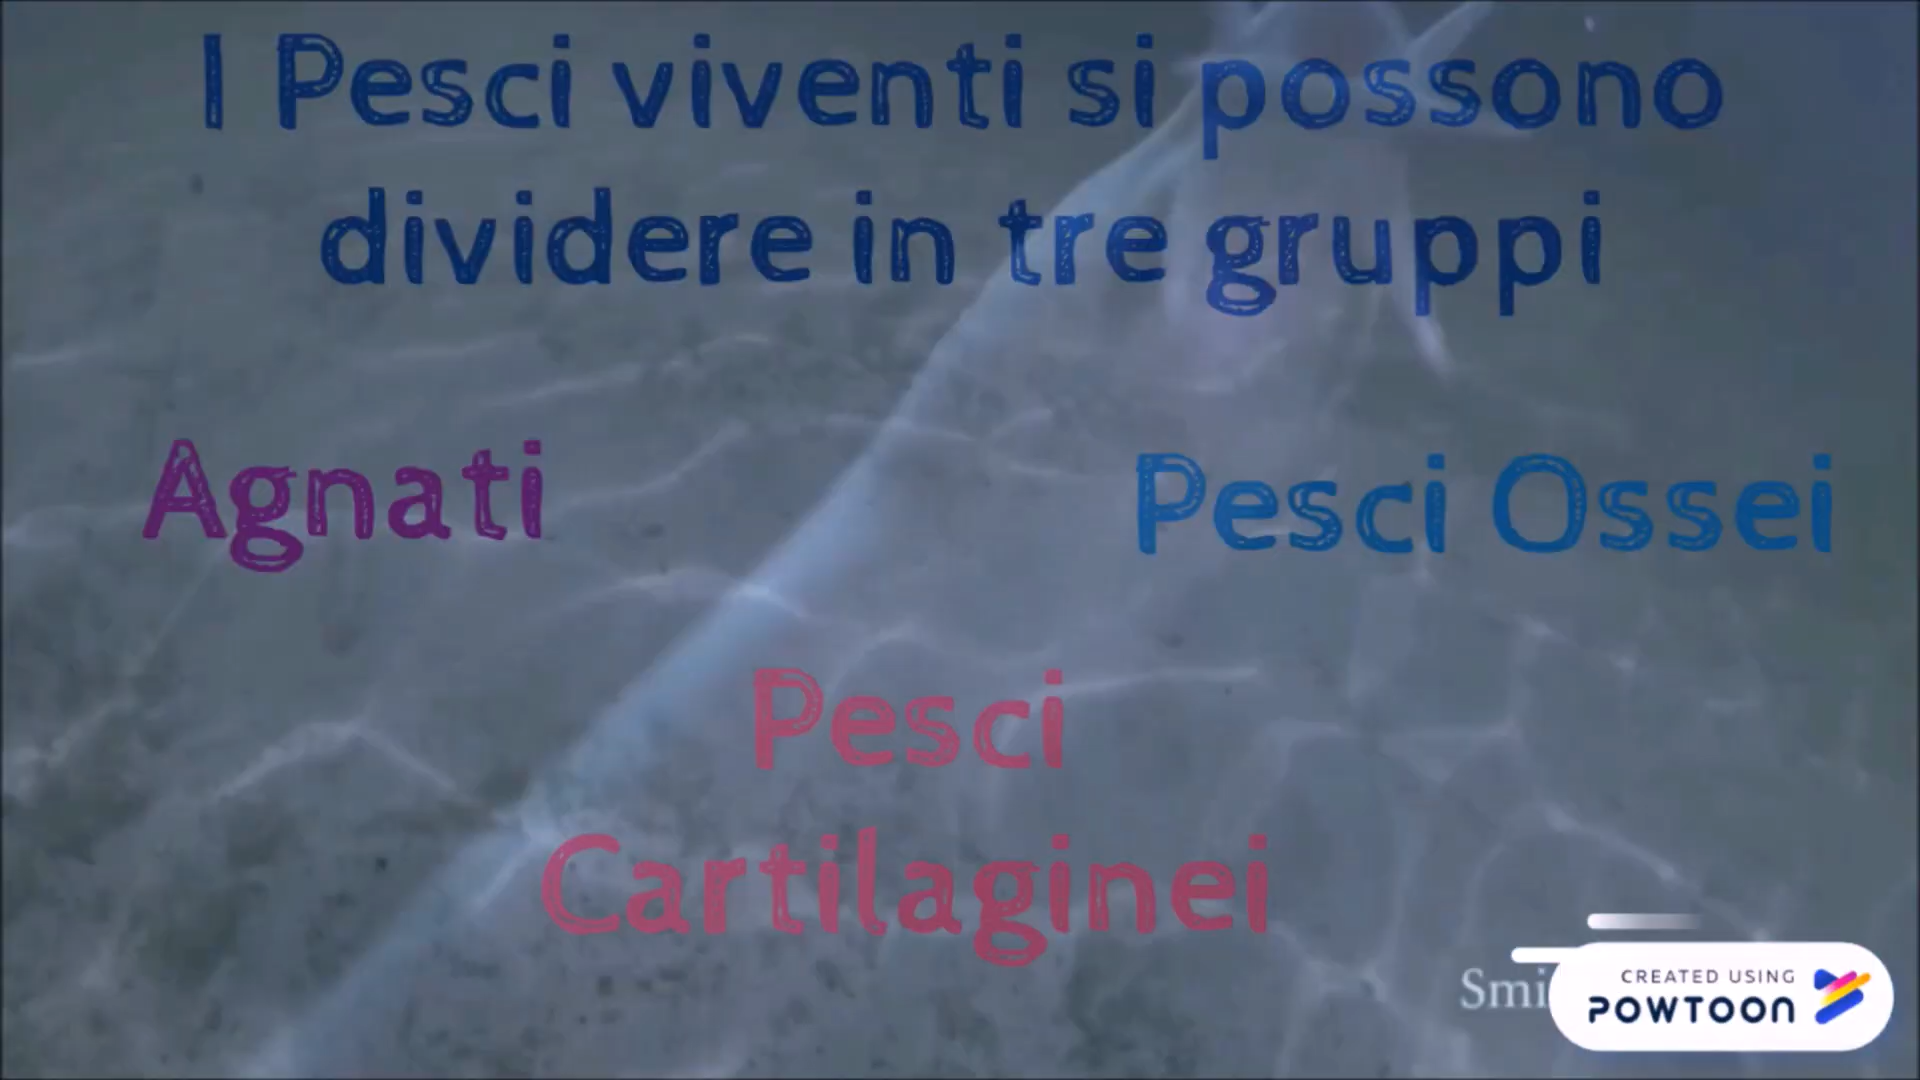 I Pesci viventi si possono
dividere in tre gruppi
Agnati
Pesci Ossei
Pesci
Cartilaginei
CREATED USING
POWTOON